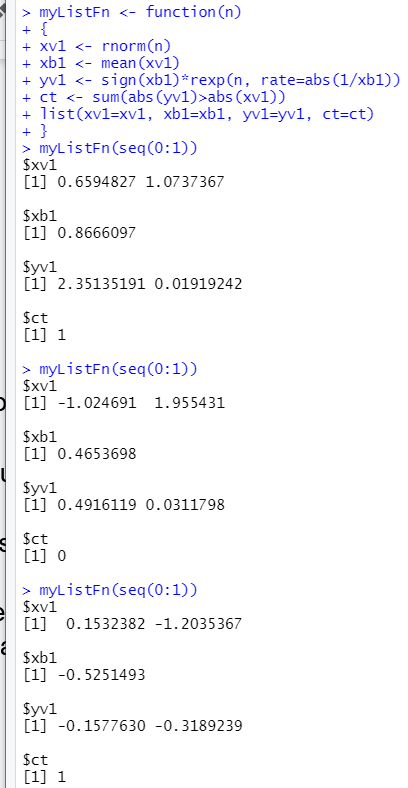 > myListFn <- function(n)
+ {
+ xv1 <- rnorm(n)
+ xb1 <- mean(xv1)
+ yv1 <- sign(xb1)*rexp(n, rate=abs(1/xb1))
+ ct <- sum(abs(yv1)>abs(xv1))
+ list(xv1=xv1, xb1=xb1, yv1=yv1, ct=ct)
+ }
> myListFn(seq(0:1))
$xv1
[1] 0.6594827 1.0737367

$xb1
[1] 0.8666097

$yv1
[1] 2.35135191 0.01919242

$ct
[1] 1

> myListFn(seq(0:1))
$xv1
[1] -1.024691  1.955431

$xb1
[1] 0.4653698

$yv1
[1] 0.4916119 0.0311798

$ct
[1] 0

> myListFn(seq(0:1))
$xv1
[1]  0.1532382 -1.2035367

$xb1
[1] -0.5251493

$yv1
[1] -0.1577630 -0.3189239

$ct
[1] 1